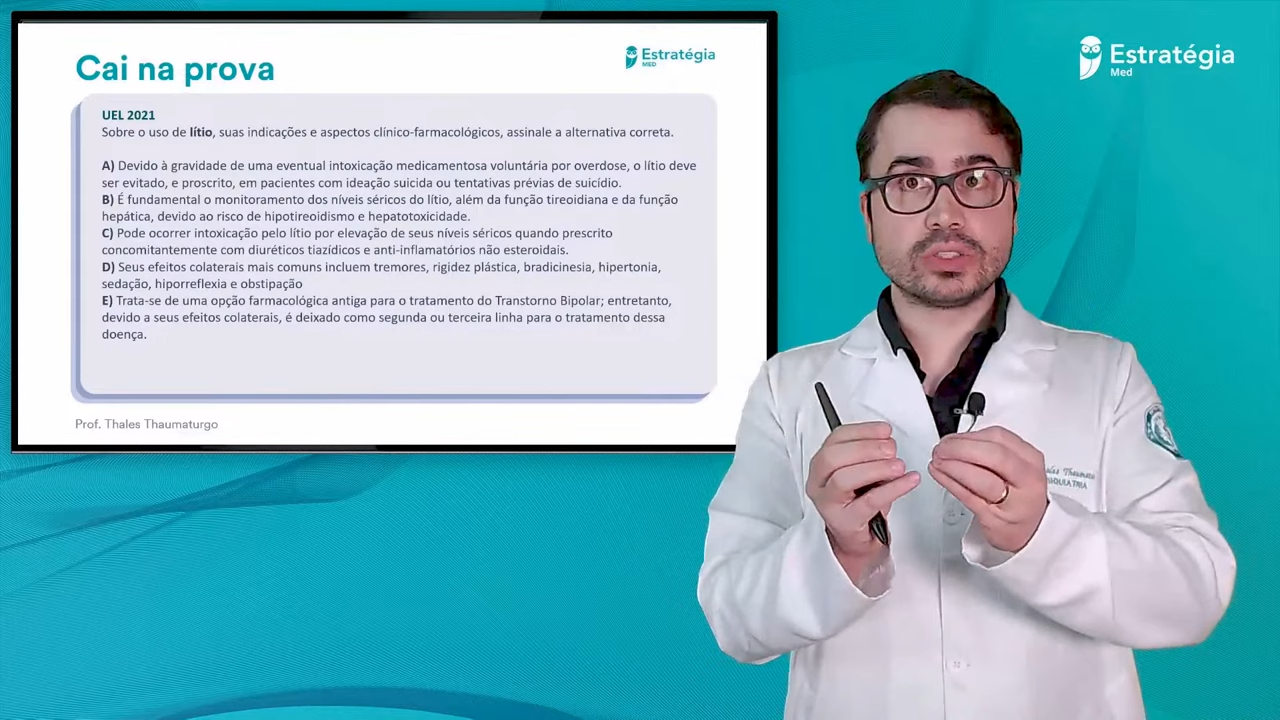 Cai na prova
Estratégia
MED
UEL 2021
Sobre o uso de lítio, suas indicações e aspectos clínico-farmacológicos, assinale a alternativa correta.
A) Devido à gravidade de uma eventual intoxicação medicamentosa voluntária por overdose, o lítio deve
ser evitado, e proscrito, em pacientes com ideação suicida ou tentativas prévias de suicídio.
B) É fundamental o monitoramento dos níveis séricos do lítio, além da função tireoidiana e da função
hepática, devido ao risco de hipotireoidismo e hepatotoxicidade.
C) Pode ocorrer intoxicação pelo lítio por elevação de seus níveis séricos quando prescrito
concomitantemente com diuréticos tiazídicos e anti-inflamatórios não esteroidais.
D) Seus efeitos colaterais mais comuns incluem tremores, rigidez plástica, bradicinesia, hipertonia,
sedação, hiporreflexia e obstipação
E) Trata-se de uma opção farmacológica antiga para o tratamento do Transtorno Bipolar; entretanto,
devido a seus efeitos colaterais, é deixado como segunda ou terceira linha para o tratamento dessa
doença.
Prof. Thales Thaumaturgo
Estratégia
Med